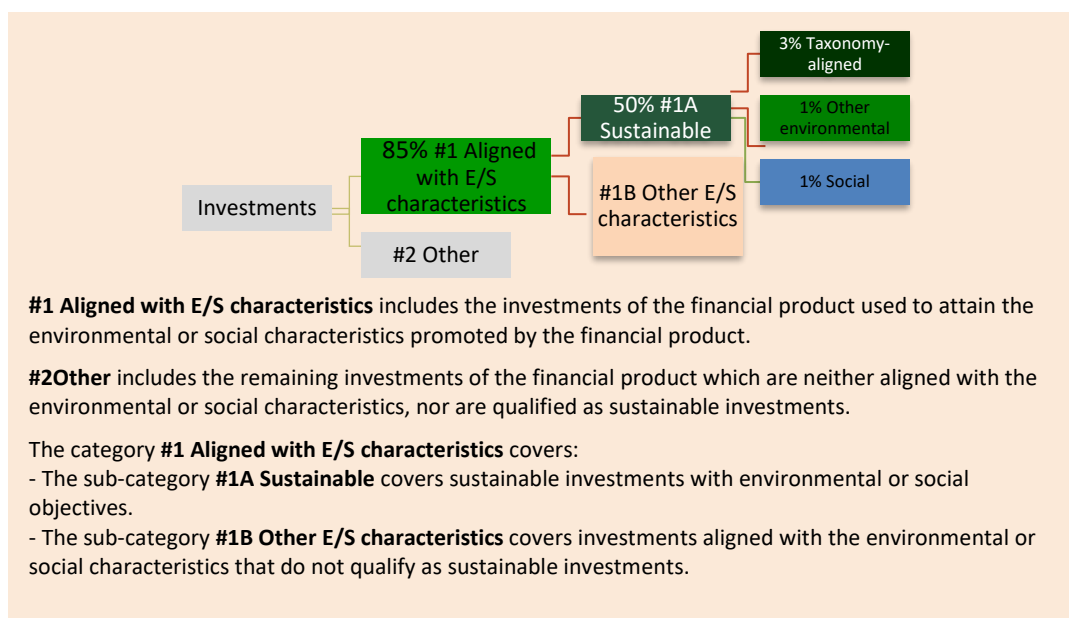 3% Taxonomy-
aligned
50% #1A
Sustainable
1% Other
environmental
85% #1 Aligned
with E/S
characteristics
1% Social
#1B Other E/S
characteristics
Investments
#2 Other
#1 Aligned with E/S characteristics includes the investments of the financial product used to attain the
environmental or social characteristics promoted by the financial product.
#2Other includes the remaining investments of the financial product which are neither aligned with the
environmental or social characteristics, nor are qualified as sustainable investments.
The category #1 Aligned with E/S characteristics covers:
- The sub-category #1A Sustainable covers sustainable investments with environmental or social
objectives.
- The sub-category #1B Other E/S characteristics covers investments aligned with the environmental or
social characteristics that do not qualify as sustainable investments.